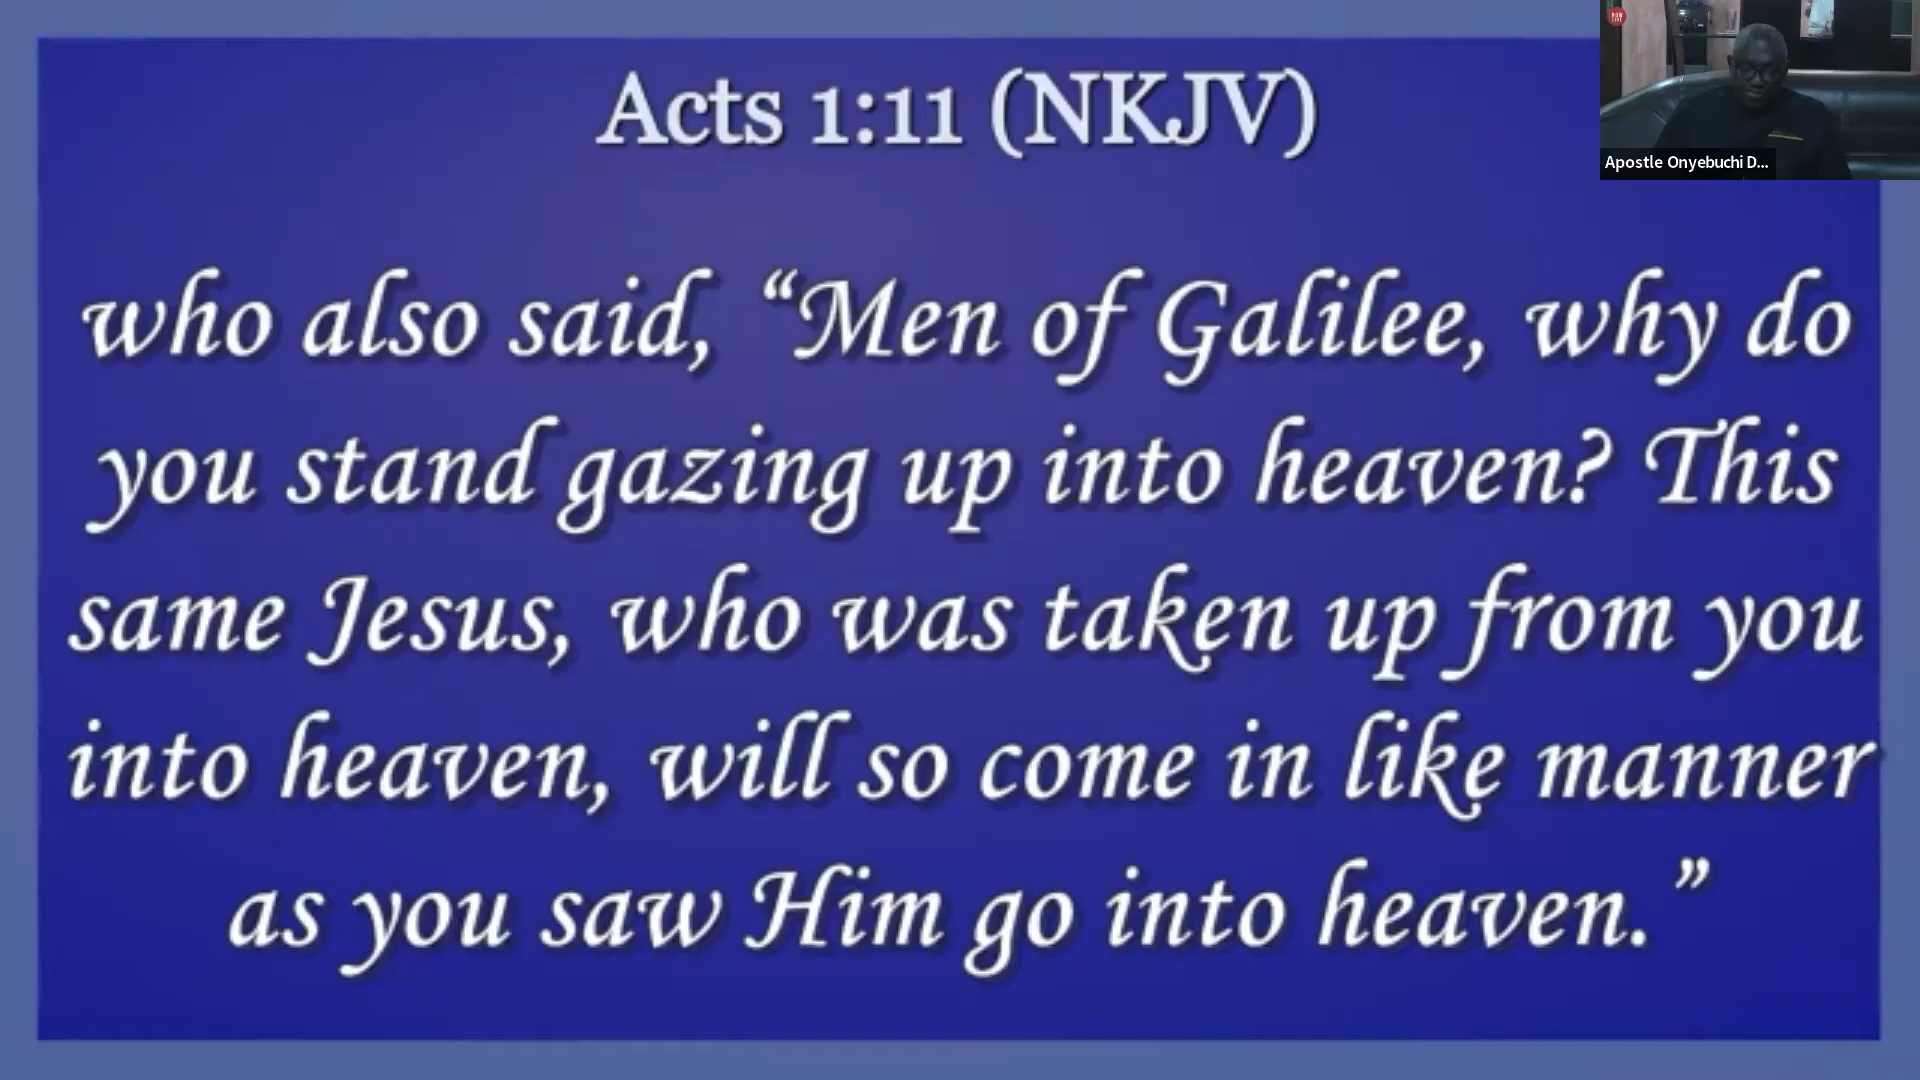 Acts 1:11 (NKJV)
who also said, “Men of Galilee, why do
you stand gazing up into heaven? This
same Jesus, who was taken up from you
into heaven, will so come in like manner
as you saw Him go into heaven.”
NOW
LIVE
Apostle Onyebuchi D...